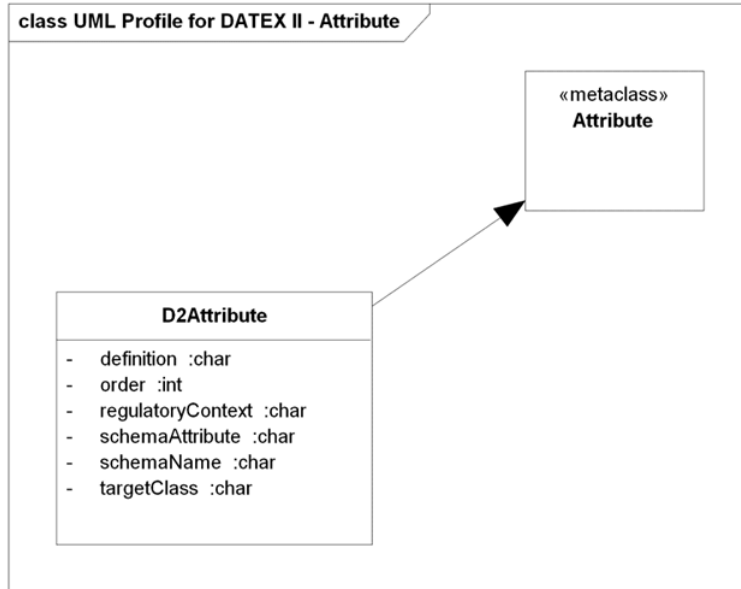 class UML Profile for DATEX II - Attribute
«metaclass»
Attribute
D2Attribute
- definition :char
- order :int
- regulatoryContext :char
- schemaAttribute :char
- schemaName :char
- targetClass :char